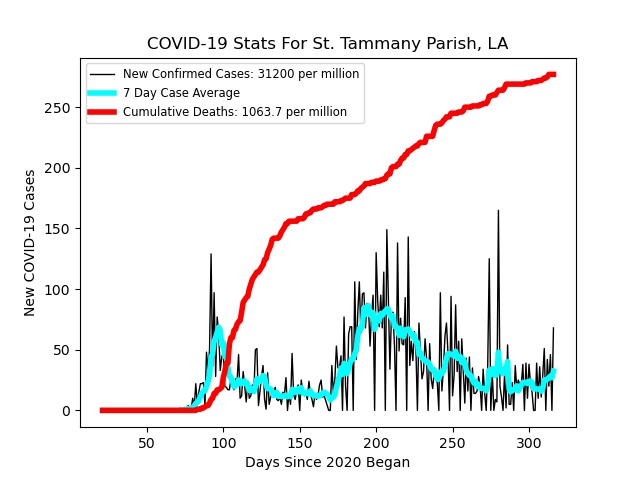 COVID-19 Stats For St. Tammany Parish, LA
New Confirmed Cases: 31200 per million
7 Day Case Average
Cumulative Deaths: 1063.7 per million
New COVID-19 Cases
250
200
150
100
50
0
50 100 150 200 250 300
Days Since 2020 Began